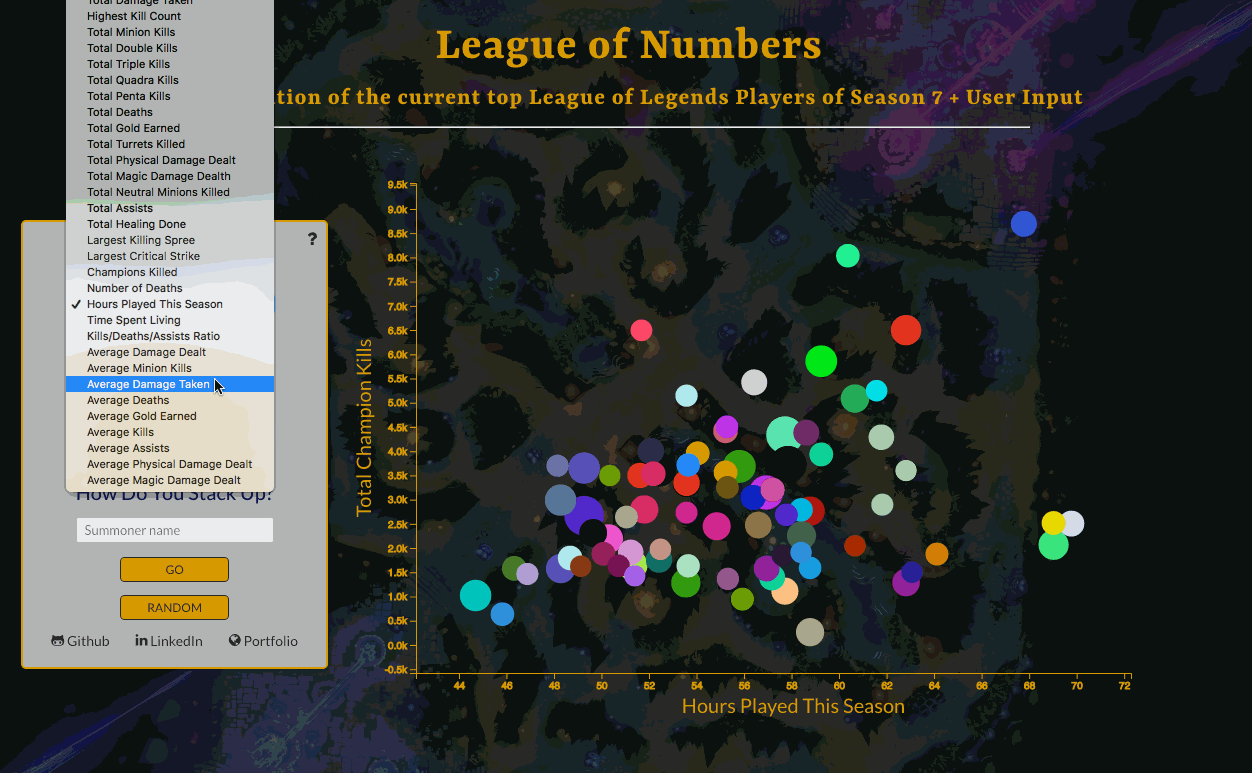 Total Damage Taken
Highest Kill Count
Total Minion Kills
Total Double Kills
Total Triple Kills
Total Quadra Kills
Total Penta Kills
Total Deaths
Total Gold Earned
Total Turrets Killed
Total Physical Damage Dealt
Total Magic Damage Dealth
Total Neutral Minions Killed
Total Assists
Total Healing Done
Largest Killing Spree
Largest Critical Strike
Champions Killed
Number of Deaths
✓ Hours Played This Season
Time Spent Living
Kills/Deaths/Assists Ratio
Average Damage Dealt
Average Minion Kills
Average Damage Taken
Average Deaths
Average Gold Earned
Average Kills
Average Assists
Average Physical Damage Dealt
Average Magic Damage Dealt
?
How Do You Stack Up?
Summoner name
GO
RANDOM
Github LinkedIn Portfolio
League of Numbers
tion of the current top League of Legends Players of Season 7 + User Input
Total Champion Kills
9.5k
9.0k
8.5k
8.0k
7.5k
7.0k
6.5k
6.0k
5.5k
5.0k
4.5k
4.0k
3.5k
3.0k
2.5k
2.0k
1.5k
1.0k
0.5k
0.0k
-0.5k
44 46 48 50 52 54 56 58 60 62 64 66 68 70 72
Hours Played This Season